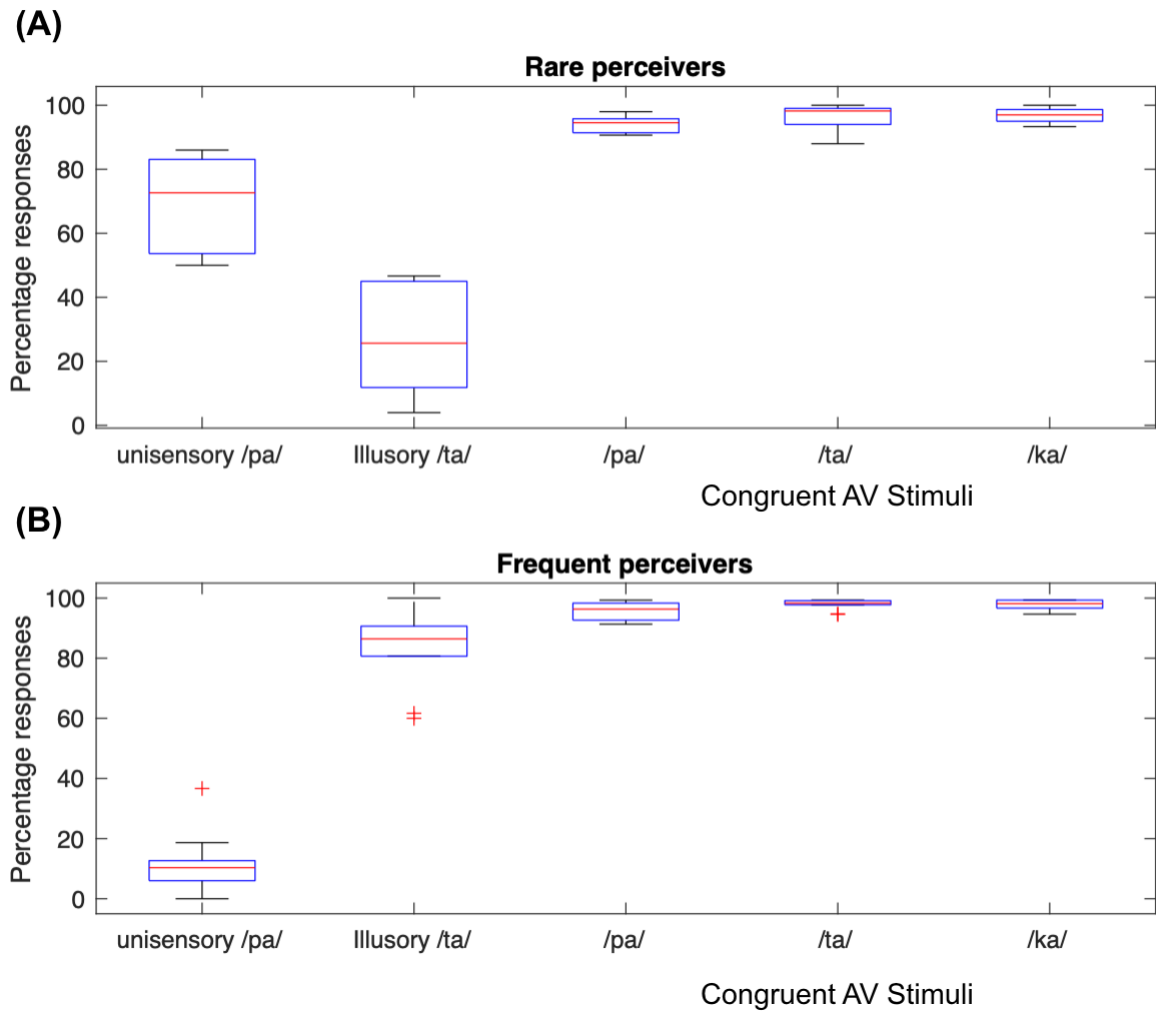 (A)
Rare perceivers
Percentage responses
100
80
60
40
20
0
unisensory /pa/ Illusory /ta/ /pa/ /ta/ /ka/
Congruent AV Stimuli
(B)
Frequent perceivers
Percentage responses
100
80
60
40
20
0
unisensory /pa/ Illusory /ta/ /pa/ /ta/ /ka/
Congruent AV Stimuli